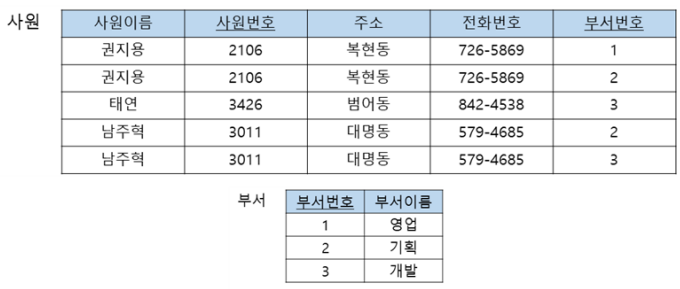 사원
사원이름 사원번호 주소 전화번호 부서번호
권지용 2106 복현동 726-5869 1
권지용 2106 복현동 726-5869 2
태연 3426 범어동 842-4538 3
남주혁 3011 대명동 579-4685 2
남주혁 3011 대명동 579-4685 3
부서
부서번호 부서이름
1 영업
2 기획
3 개발